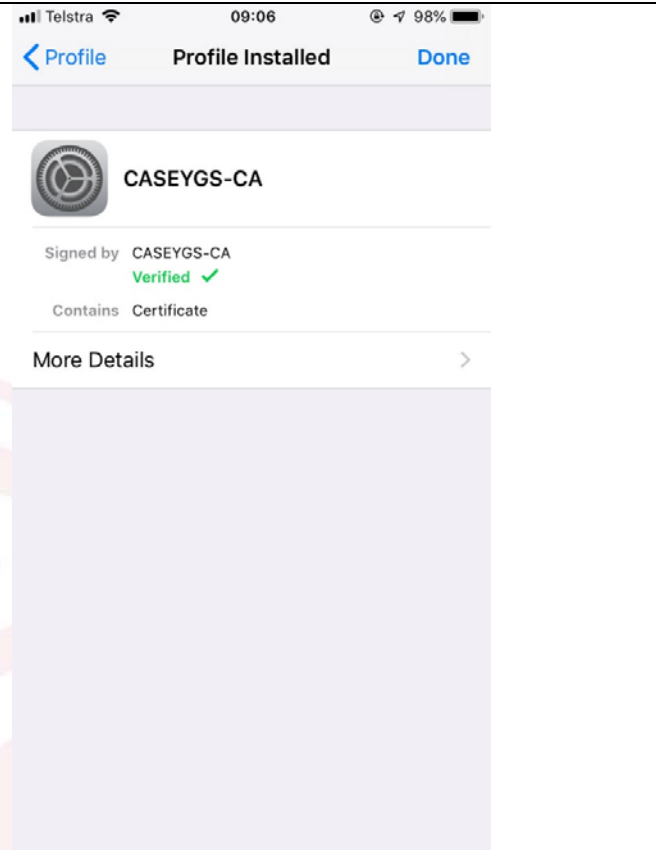 Telstra 09:06 98%
Profile Profile Installed Done
CASEYGS-CA
Signed by CASEYGS-CA
Verified
Contains Certificate
More Details